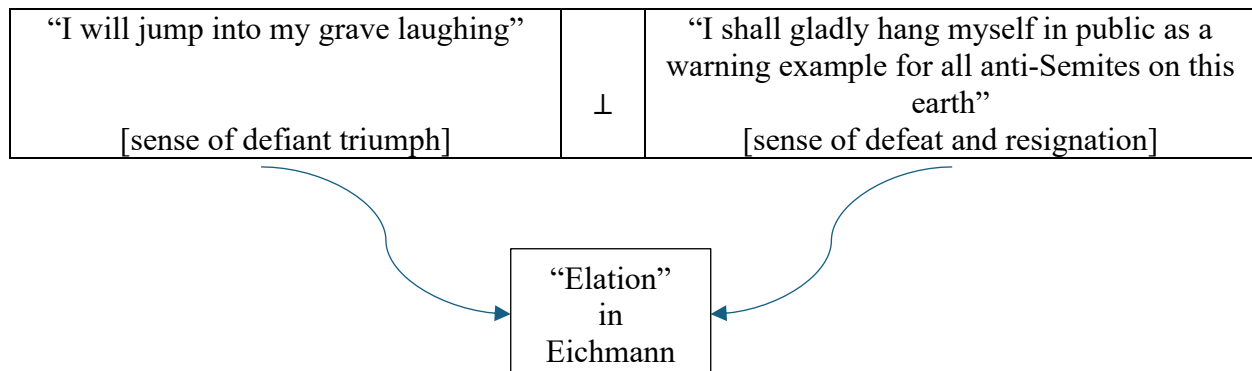 “I will jump into my grave laughing”
[sense of defiant triumph]
⊥
“I shall gladly hang myself in public as a
warning example for all anti-Semites on this
earth”
[sense of defeat and resignation]
“Elation”
in
Eichmann